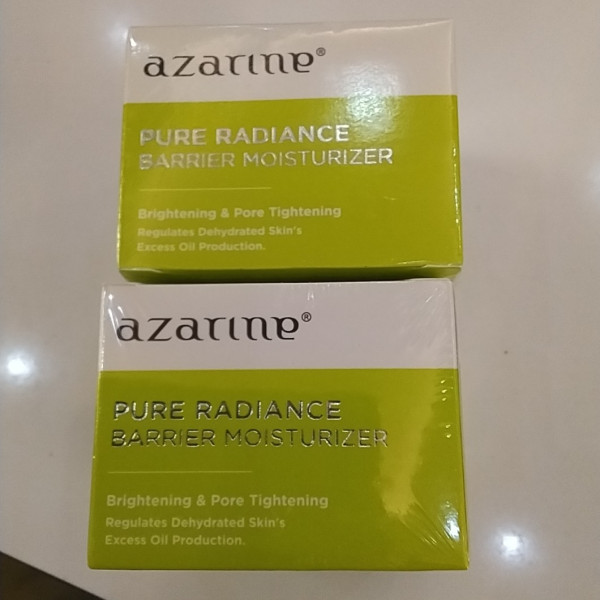 azarine®
PURE RADIANCE
BARRIER MOISTURIZER
Brightening & Pore Tightening
Regulates Dehydrated Skin's
Excess Oil Production.
azarine®
PURE RADIANCE
BARRIER MOISTURIZER
Brightening & Pore Tightening
Regulates Dehydrated Skin's
Excess Oil Production.